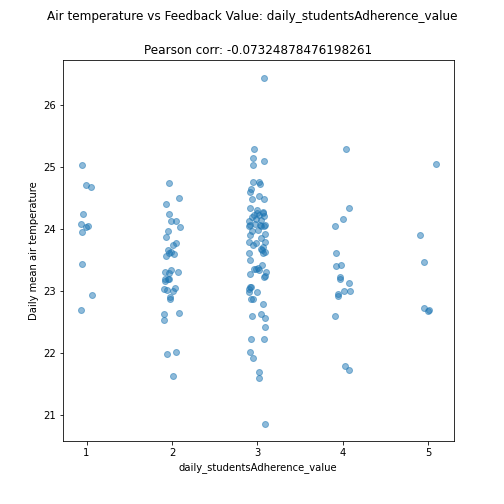 Air temperature vs Feedback Value: daily_studentsAdherence_value
Pearson corr: -0.07324878476198261
Daily mean air temperature
26
25
24
23
22
21
1 2 3 4 5
daily_studentsAdherence_value